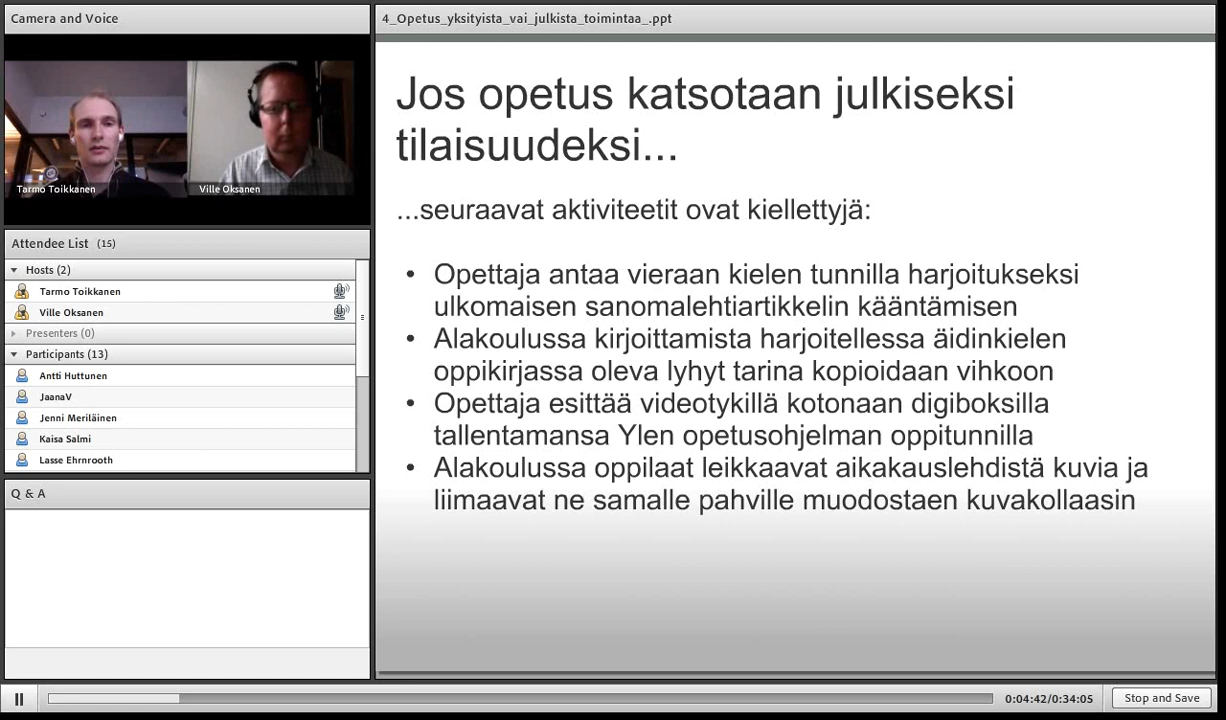 Camera and Voice
Tarmo Toikkanen
Ville Oksanen
Attendee List (15)
Hosts (2)
Tarmo Toikkanen
Ville Oksanen
Presenters (0)
Participants (13)
Antti Huttunen
JaanaV
Jenni Meriläinen
Kaisa Salmi
Lasse Ehrnrooth
Q & A
4_Opetus_yksityista_vai_julkista_toimintaa_.ppt
Jos opetus katsotaan julkiseksi
tilaisuudeksi...
...seuraavat aktiviteetit ovat kiellettyjä:
• Opettaja antaa vieraan kielen tunnilla harjoitukseksi
ulkomaisen sanomalehtiartikkelin kääntämisen
• Alakoulussa kirjoittamista harjoitellessa äidinkielen
oppikirjassa oleva lyhyt tarina kopioidaan vihkoon
• Opettaja esittää videotykillä kotonaan digiboksilla
tallentamansa Ylen opetusohjelman oppitunnilla
• Alakoulussa oppilaat leikkaavat aikakauslehdistä kuvia ja
liimaavat ne samalle pahville muodostaen kuvakollaasin
0:04:42/0:34:05
Stop and Save